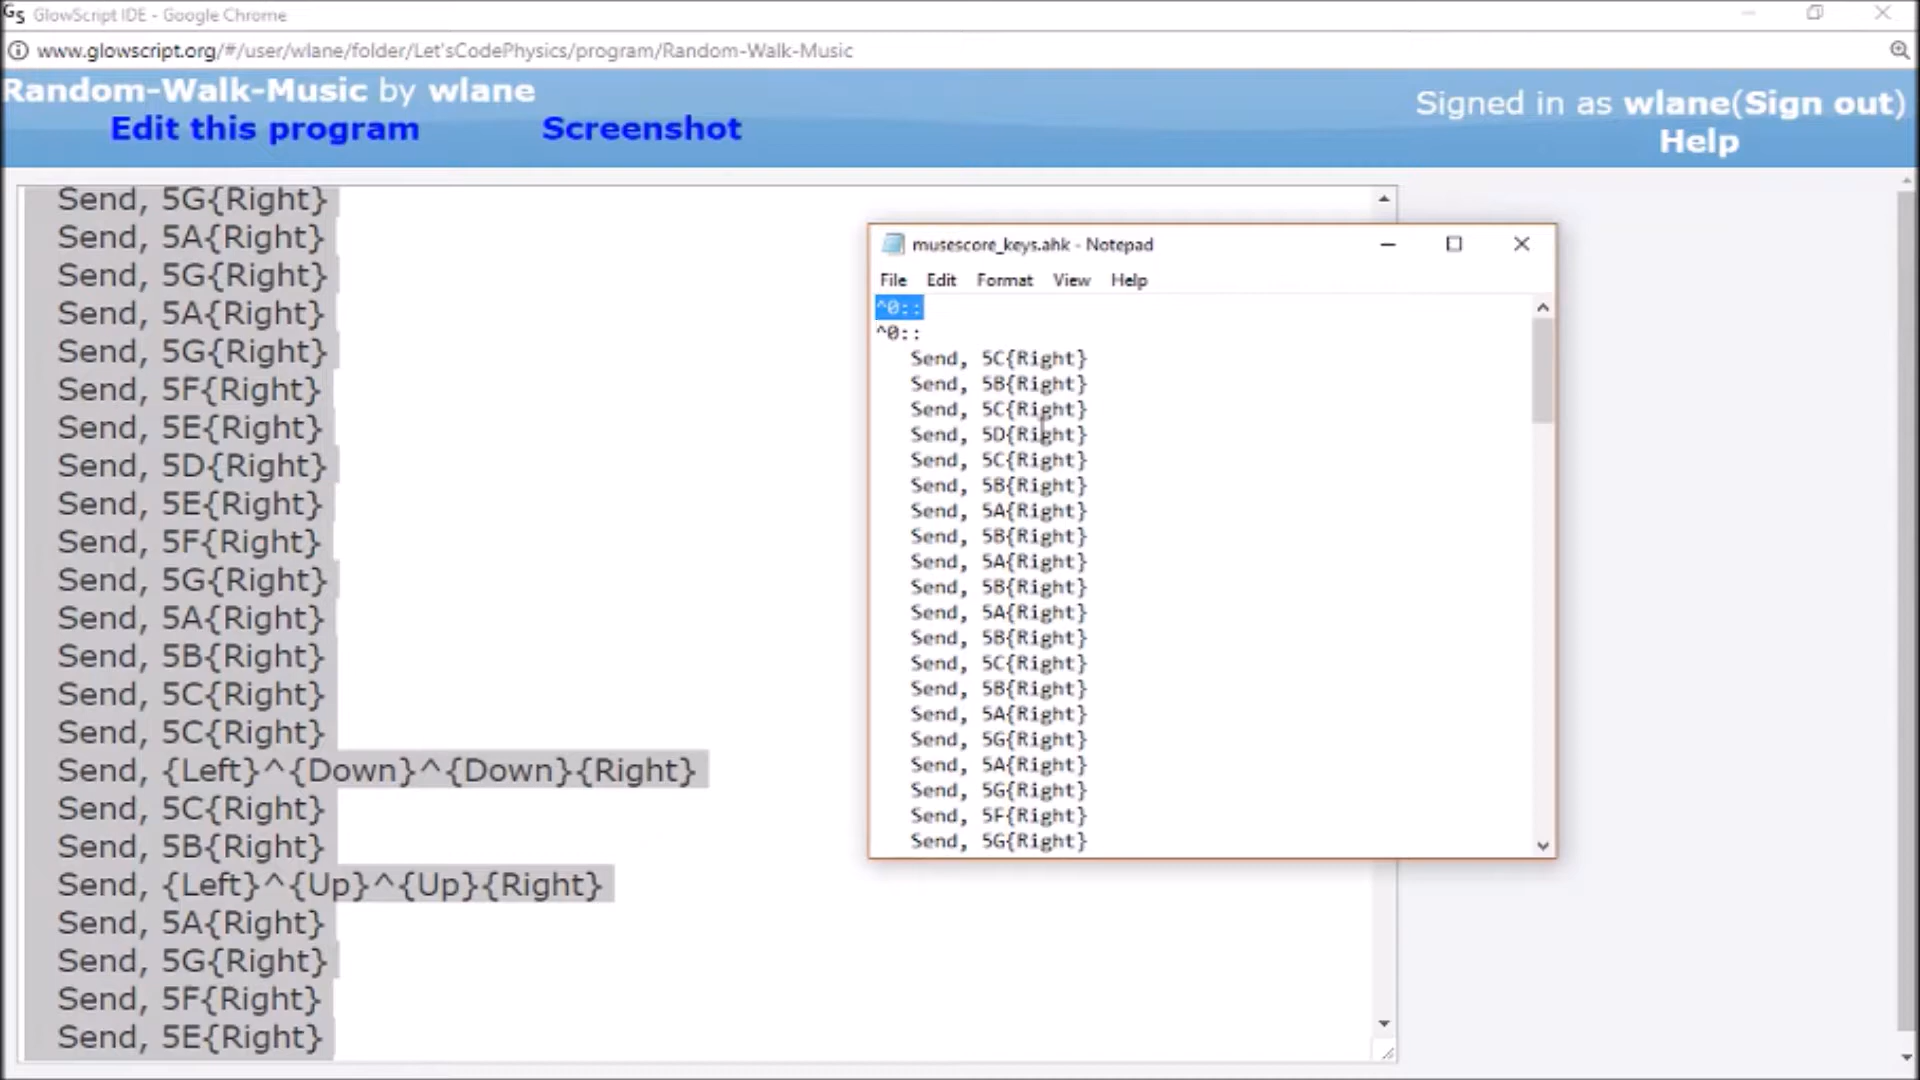 GlowScript IDE - Google Chrome
www.glowscript.org/#/user/wlane/folder/Let'sCodePhysics/program/Random-Walk-Music
Random-Walk-Music by wlane
Edit this program Screenshot
Signed in as wlane(Sign out)
Help
Send, 5G{Right}
Send, 5A{Right}
Send, 5G{Right}
Send, 5A{Right}
Send, 5G{Right}
Send, 5F{Right}
Send, 5E{Right}
Send, 5D{Right}
Send, 5E{Right}
Send, 5F{Right}
Send, 5G{Right}
Send, 5A{Right}
Send, 5B{Right}
Send, 5C{Right}
Send, 5C{Right}
Send, {Left}^{Down}^{Down}{Right}
Send, 5C{Right}
Send, 5B{Right}
Send, {Left}^{Up}^{Up}{Right}
Send, 5A{Right}
Send, 5G{Right}
Send, 5F{Right}
Send, 5E{Right}
musescore_keys.ahk - Notepad
File Edit Format View Help
^0::
^0::
Send, 5C{Right}
Send, 5B{Right}
Send, 5C{Right}
Send, 5D{Right}
Send, 5C{Right}
Send, 5B{Right}
Send, 5A{Right}
Send, 5B{Right}
Send, 5A{Right}
Send, 5B{Right}
Send, 5A{Right}
Send, 5B{Right}
Send, 5C{Right}
Send, 5B{Right}
Send, 5A{Right}
Send, 5G{Right}
Send, 5A{Right}
Send, 5G{Right}
Send, 5F{Right}
Send, 5G{Right}